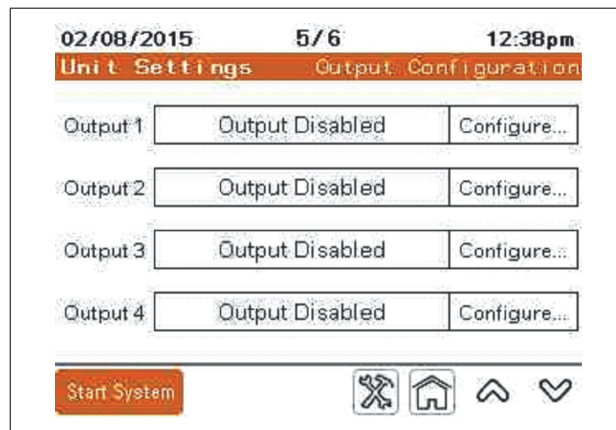 02/08/2015 5/6 12:38pm
Unit Settings Output Configuration
Output 1 Output Disabled Configure...
Output 2 Output Disabled Configure...
Output 3 Output Disabled Configure...
Output 4 Output Disabled Configure...
Start System